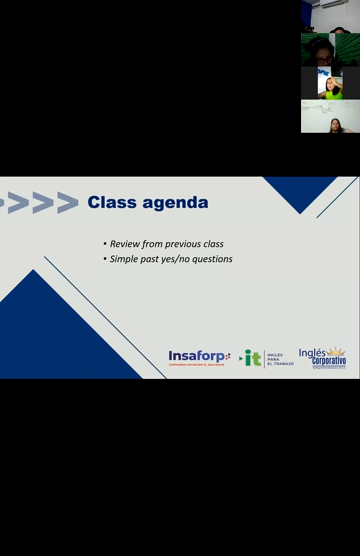 >>>> Class agenda
• Review from previous class
• Simple past yes/no questions
Insaforp
it
INGLÉS
PARA
EL TRABAJO
Inglés
Corporativo